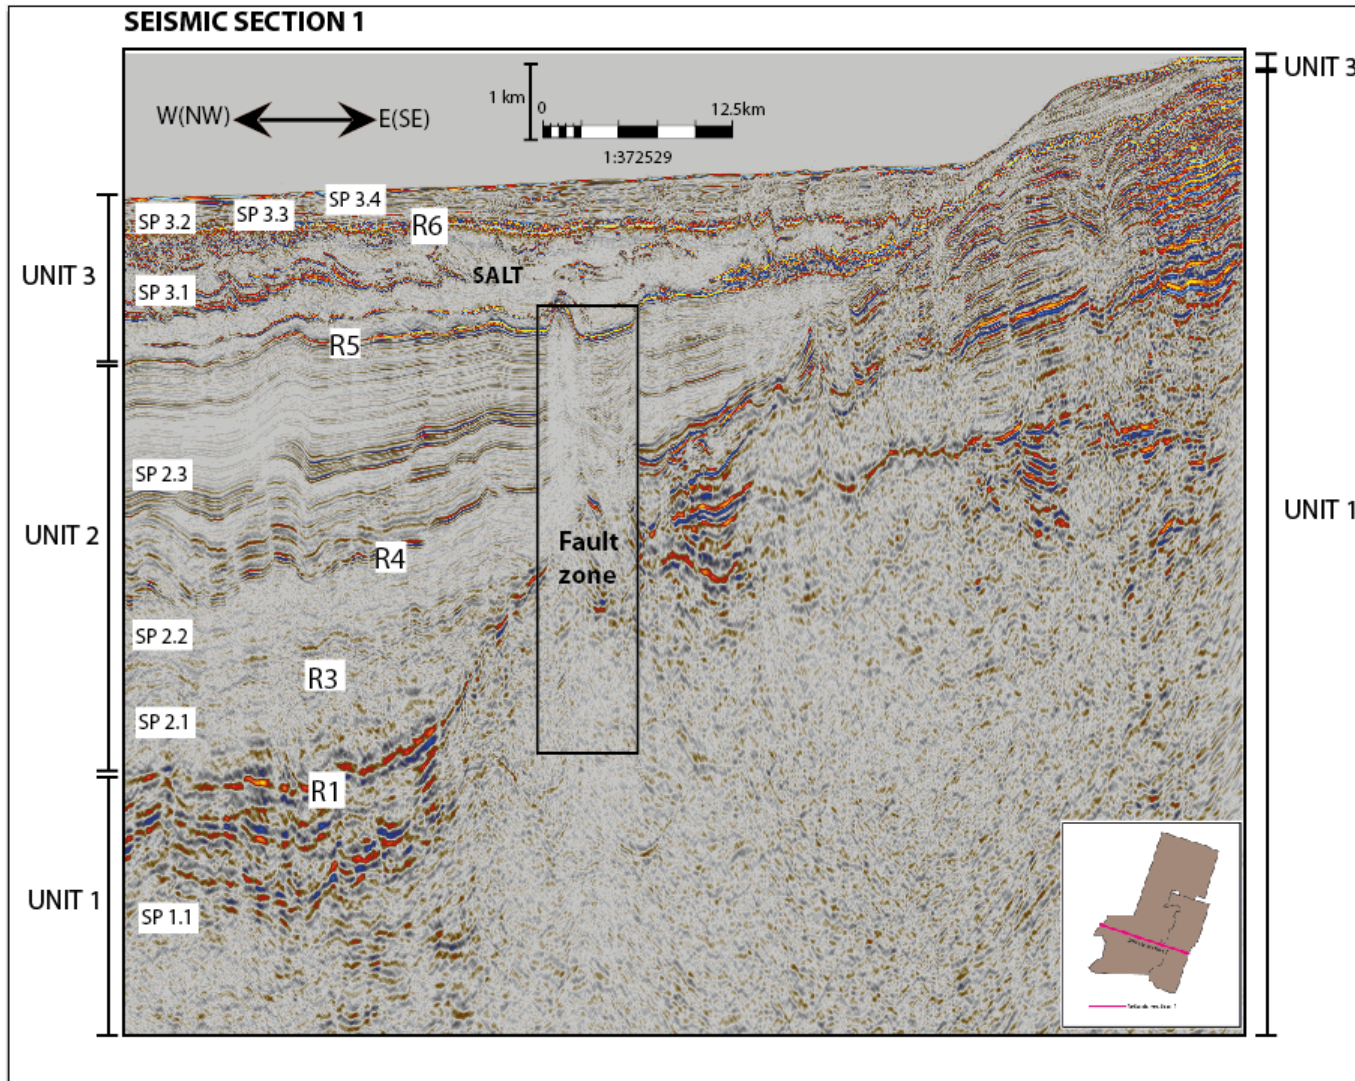 SEISMIC SECTION 1
UNIT 3
1 km
0
12.5km
W(NW)
E(SE)
1:372529
SP 3.4
SP 3.3
SP 3.2
R6
UNIT 3
SALT
SP 3.1
R5
SP 2.3
UNIT 1
UNIT 2
Fault
zone
R4
SP 2.2
R3
SP 2.1
R1
UNIT 1
SP 1.1